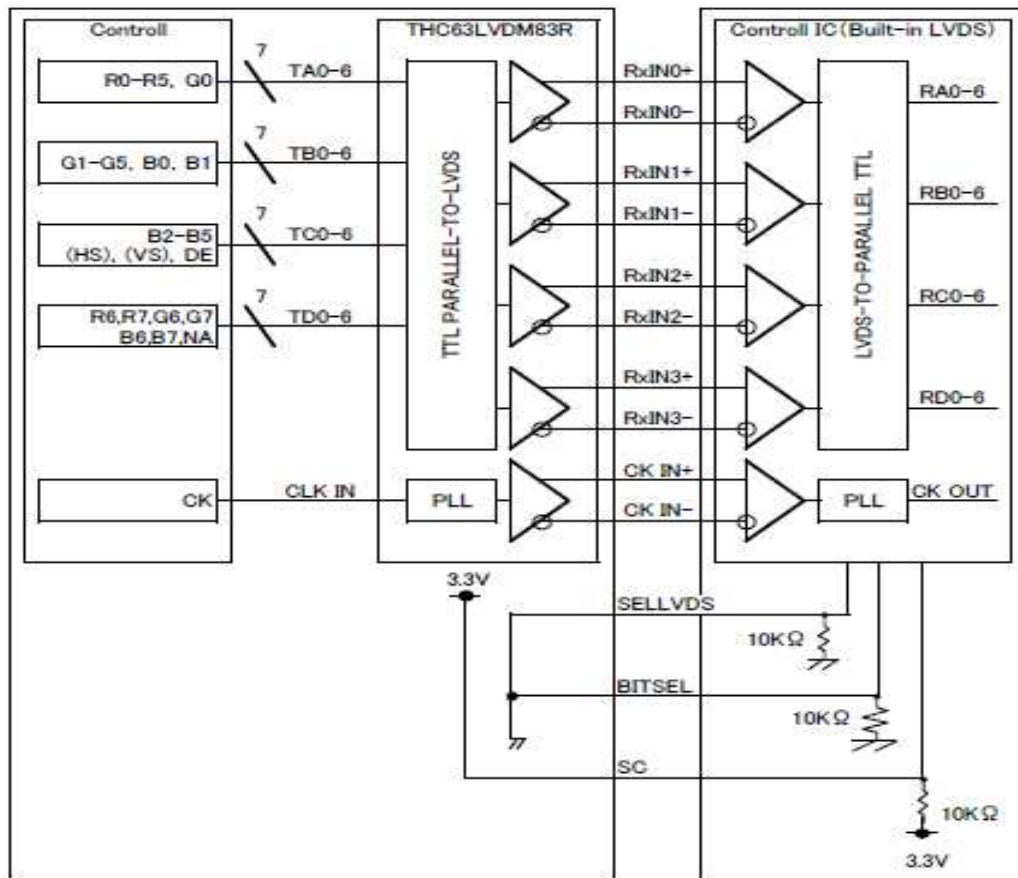 Controll
THC63LVDM83R
Controll IC(Built-in LVDS)
R0-R5, G0
7
TA0-6
RxIN0+
RxIN0-
RA0-6
G1-G5, B0, B1
7
TB0-6
RxIN1+
RxIN1-
RB0-6
B2-B5
(HS), (VS), DE
7
TC0-6
RxIN2+
RxIN2-
RC0-6
R6,R7,G6,G7
B6,B7,NA
7
TD0-6
RxIN3+
RxIN3-
RD0-6
TTL PARALLEL-TO-LVDS
LVDS-TO-PARALLEL TTL
CK
CLK IN
PLL
CK IN+
CK IN-
PLL
CK OUT
3.3V
SELLVDS
10KΩ
BITSEL
10KΩ
SC
10KΩ
3.3V